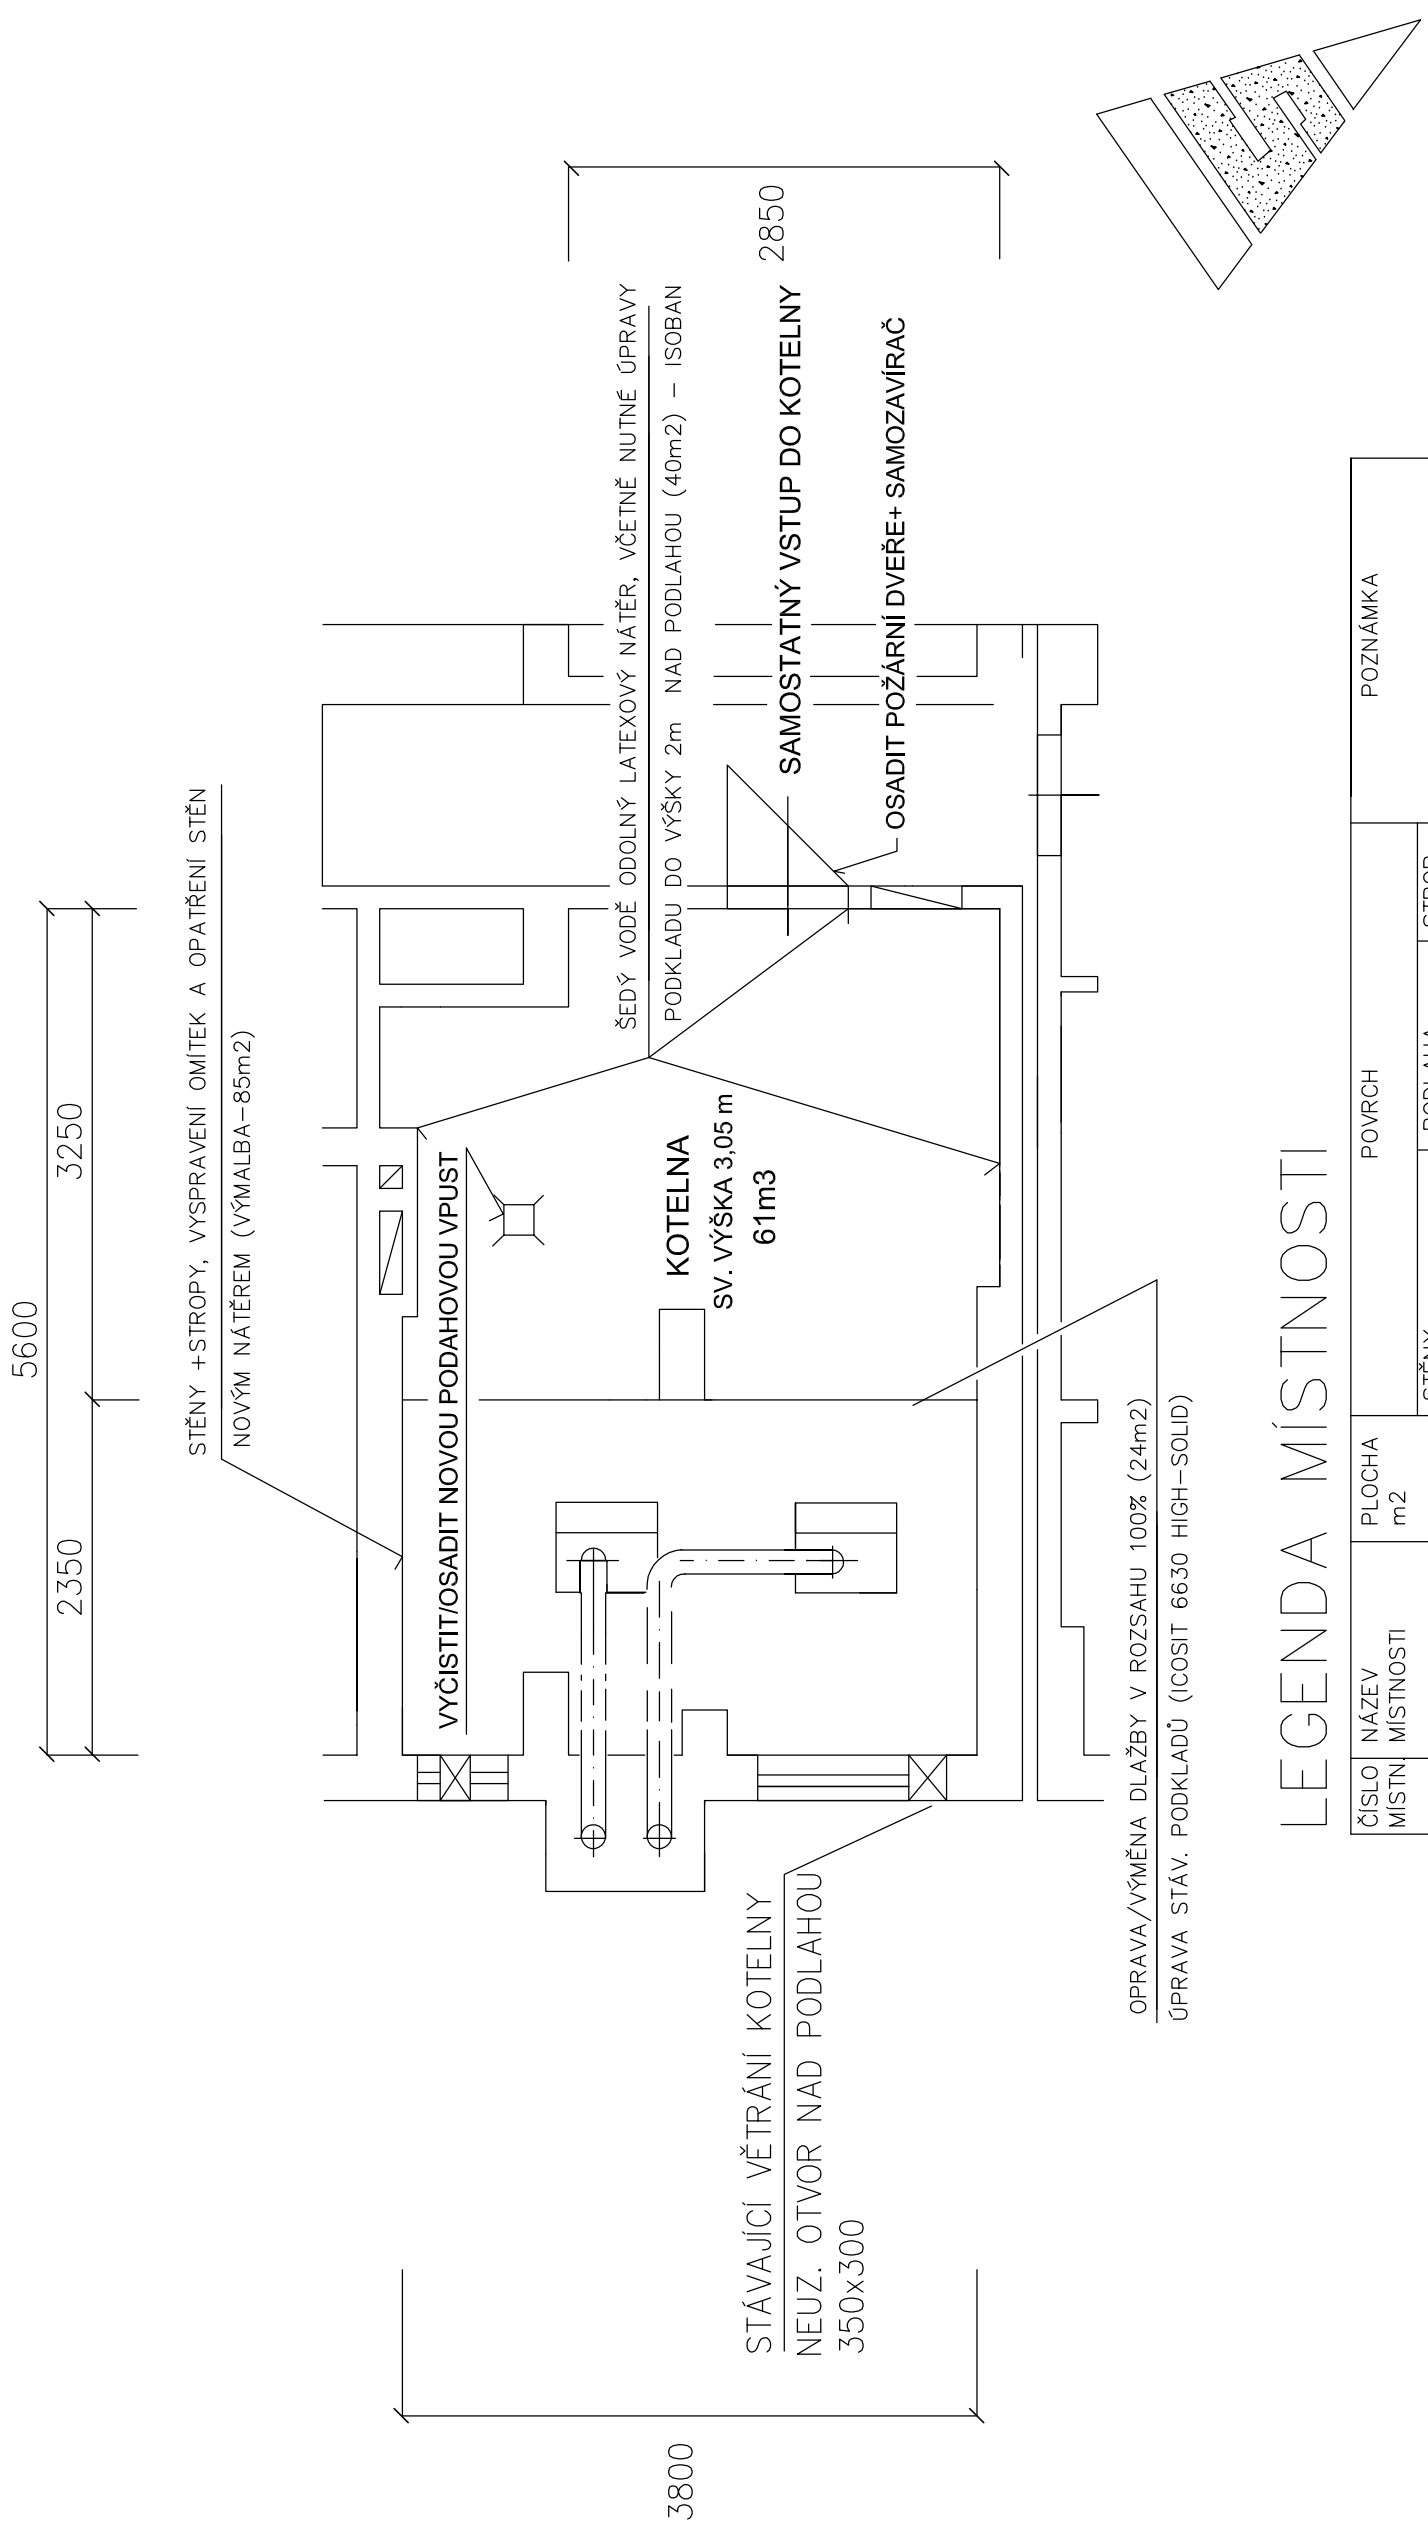 5600
2350
3250
STĚNY +STROPY, VYSPRAVENÍ OMÍTEK A OPATŘENÍ STĚN
NOVÝM NÁTĚREM (VÝMALBA-85m2)
VYČISTIT/OSADIT NOVOU PODAHOVOU VPUST
ŠEDÝ VODĚ ODOLNÝ LATEXOVÝ NÁTĚR, VČETNĚ NUTNÉ ÚPRAVY
PODKLADU DO VÝŠKY 2m NAD PODLAHOU (40m2) - ISOBAN
KOTELNA
SV. VÝŠKA 3,05 m
61m3
2850
SAMOSTATNÝ VSTUP DO KOTELNY
OSADIT POŽÁRNÍ DVEŘE+ SAMOZAVÍRAČ
3800
STÁVAJÍCÍ VĚTRÁNÍ KOTELNY
NEUZ. OTVOR NAD PODLAHOU
350x300
OPRAVA/VÝMĚNA DLAŽBY V ROZSAHU 100% (24m2)
ÚPRAVA STÁV. PODKLADŮ (ICOSIT 6630 HIGH-SOLID)
LEGENDA MÍSTNOSTI
ČÍSLO
MÍSTN.
NÁZEV
MÍSTNOSTI
PLOCHA
m2
POVRCH
POZNÁMKA
STĚNY
PODLAHA
STROP